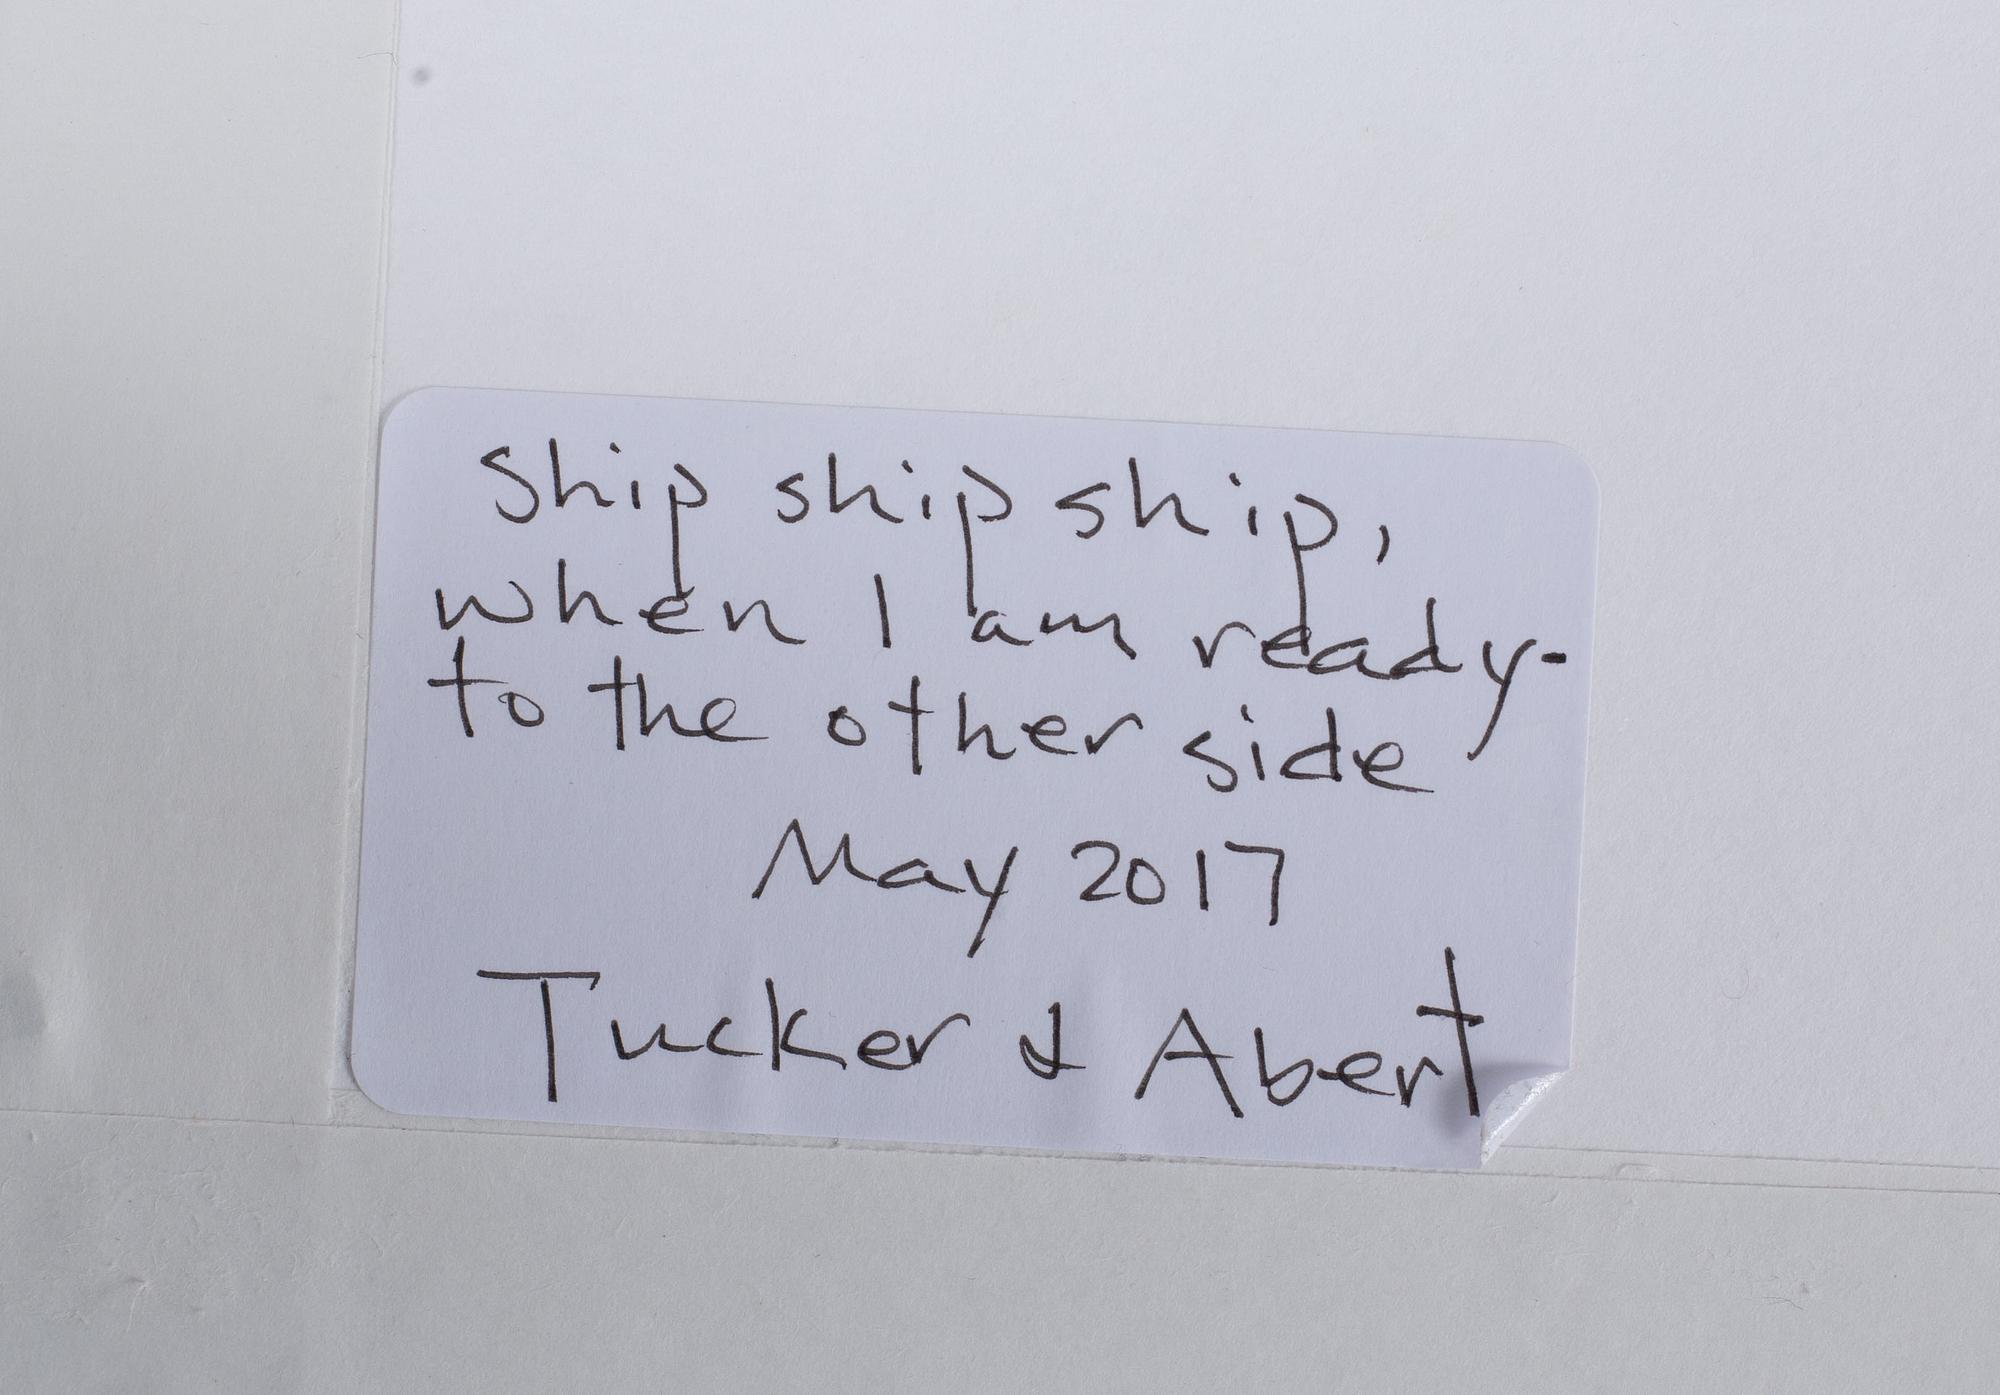 Ship ship ship,
when I am ready-
to the other side
May 2017
Tucker & Abert